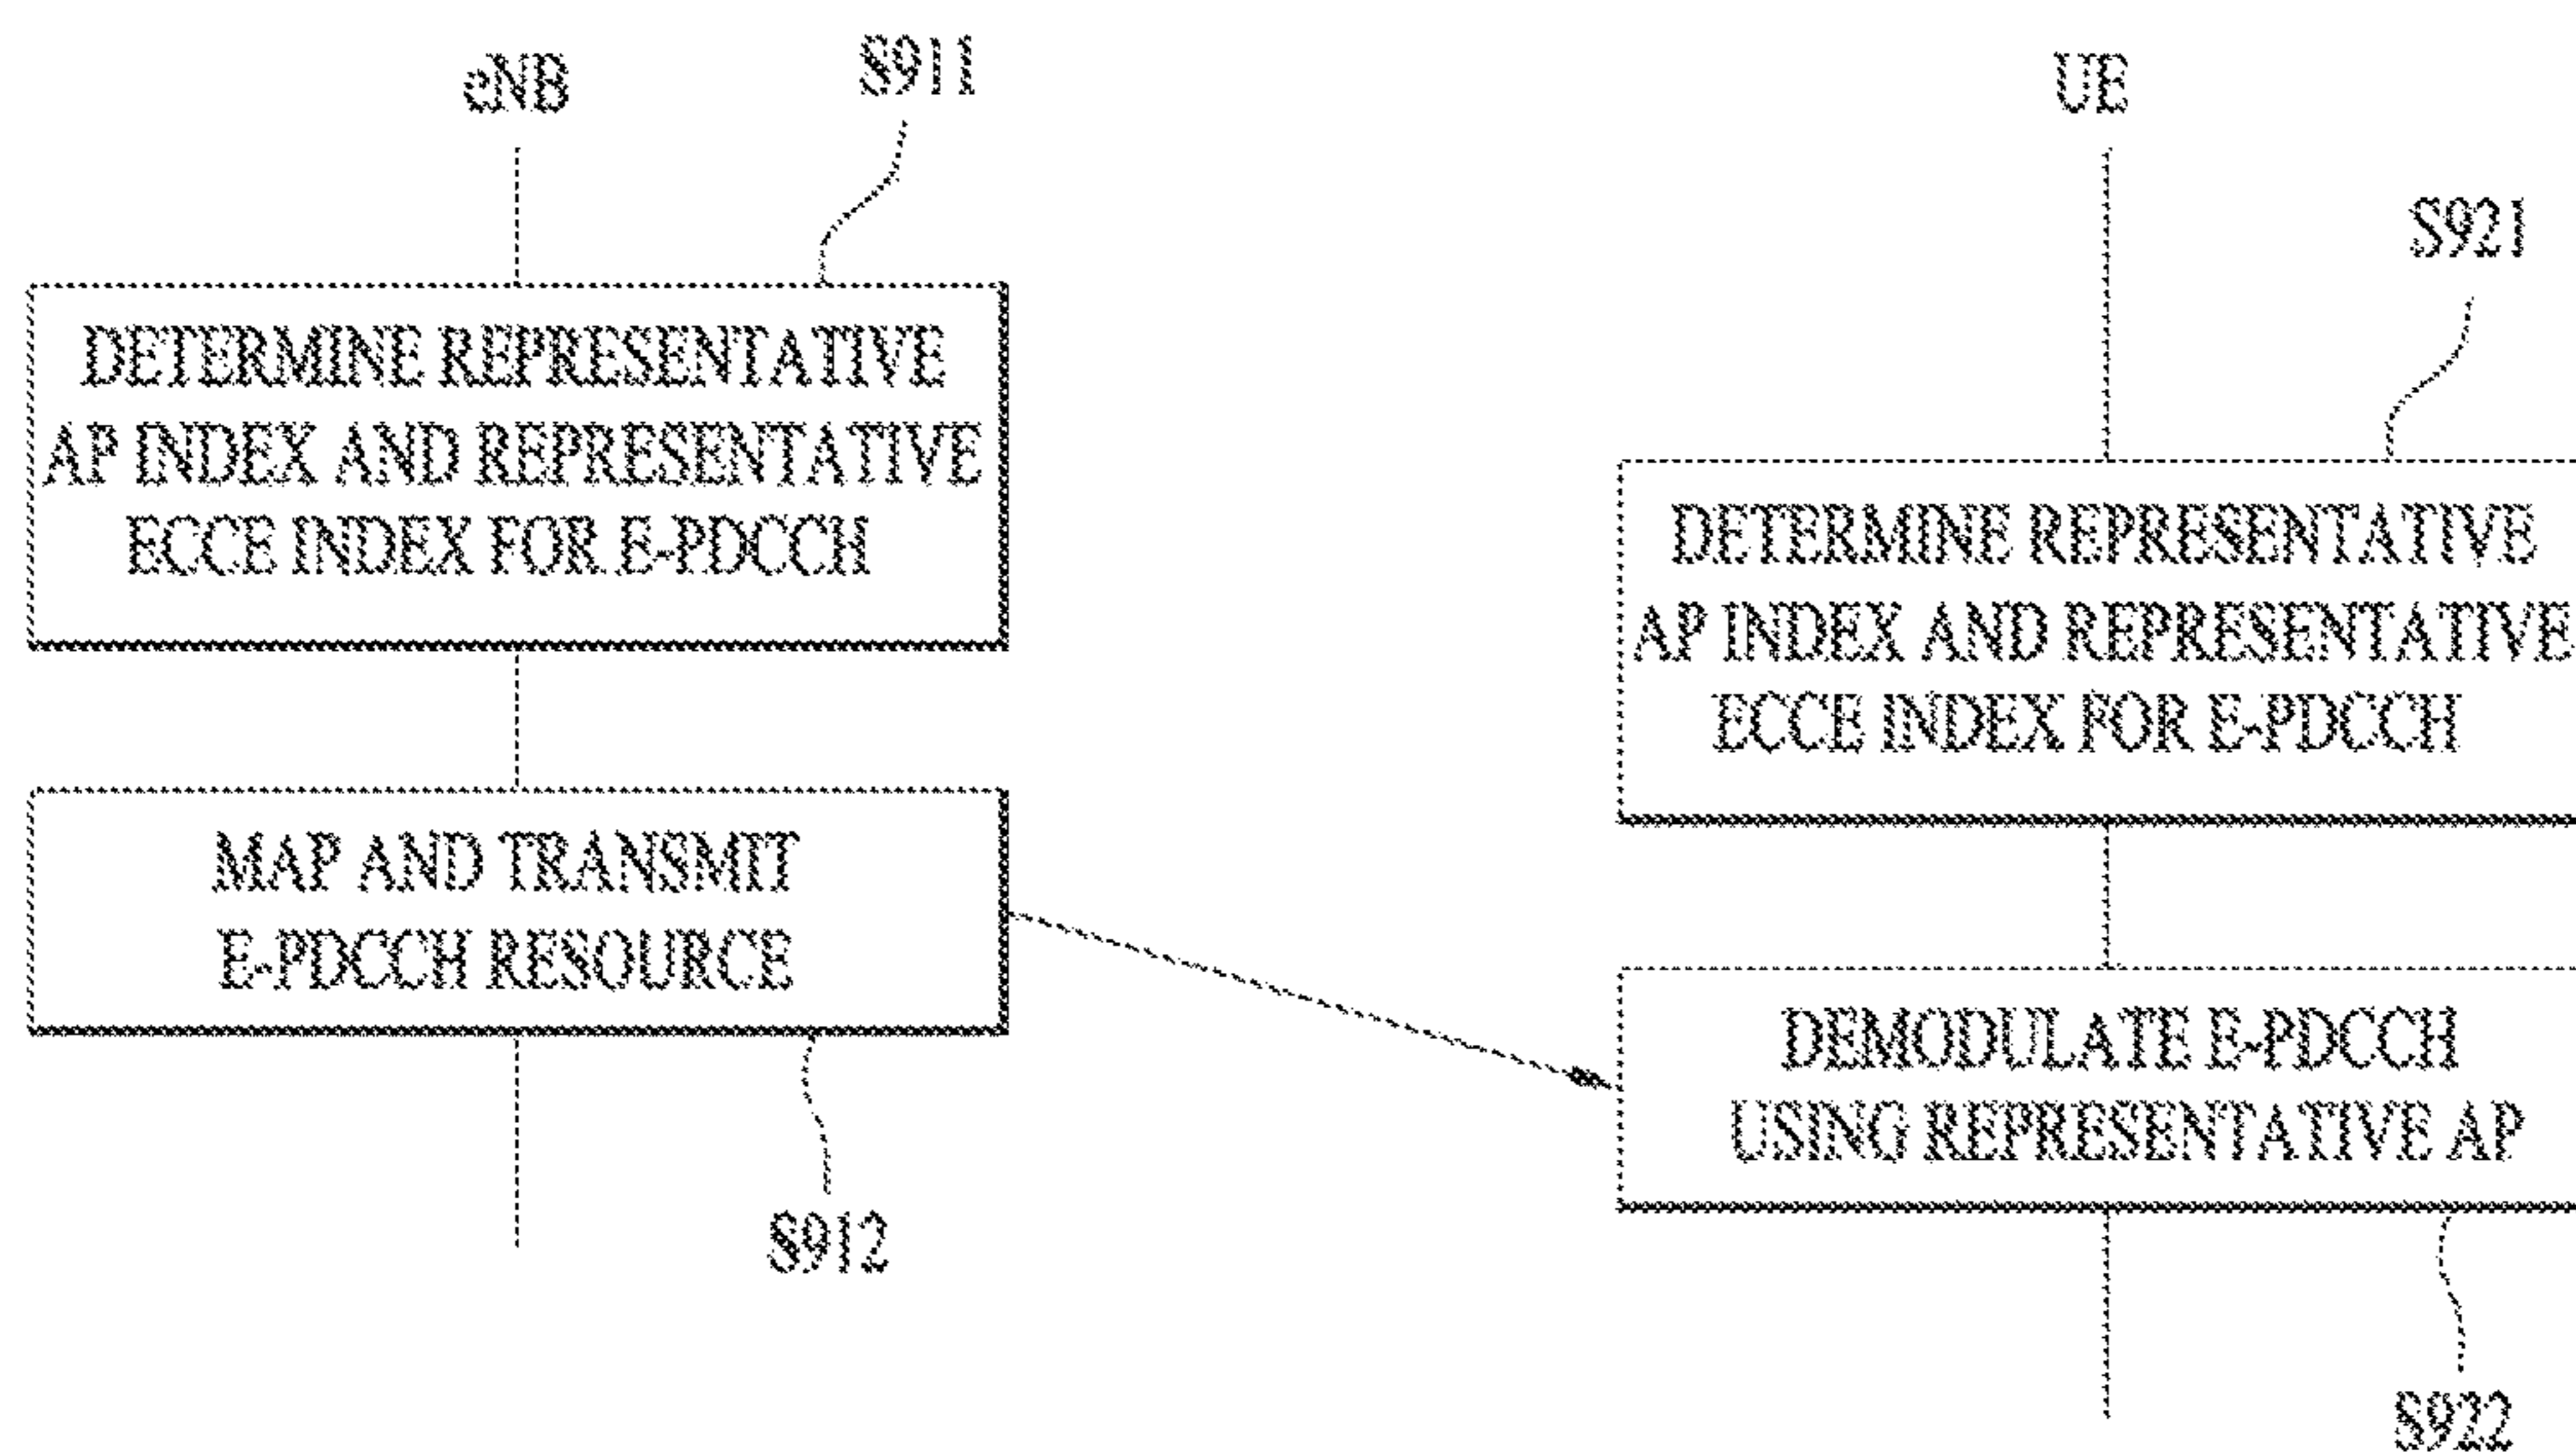 eNB
S911
DETERMINE REPRESENTATIVE
AP INDEX AND REPRESENTATIVE
ECCE INDEX FOR E-PDCCH
MAP AND TRANSMIT
E-PDCCH RESOURCE
S912
UE
S921
DETERMINE REPRESENTATIVE
AP INDEX AND REPRESENTATIVE
ECCE INDEX FOR E-PDCCH
DEMODULATE E-PDCCH
USING REPRESENTATIVE AP
S922